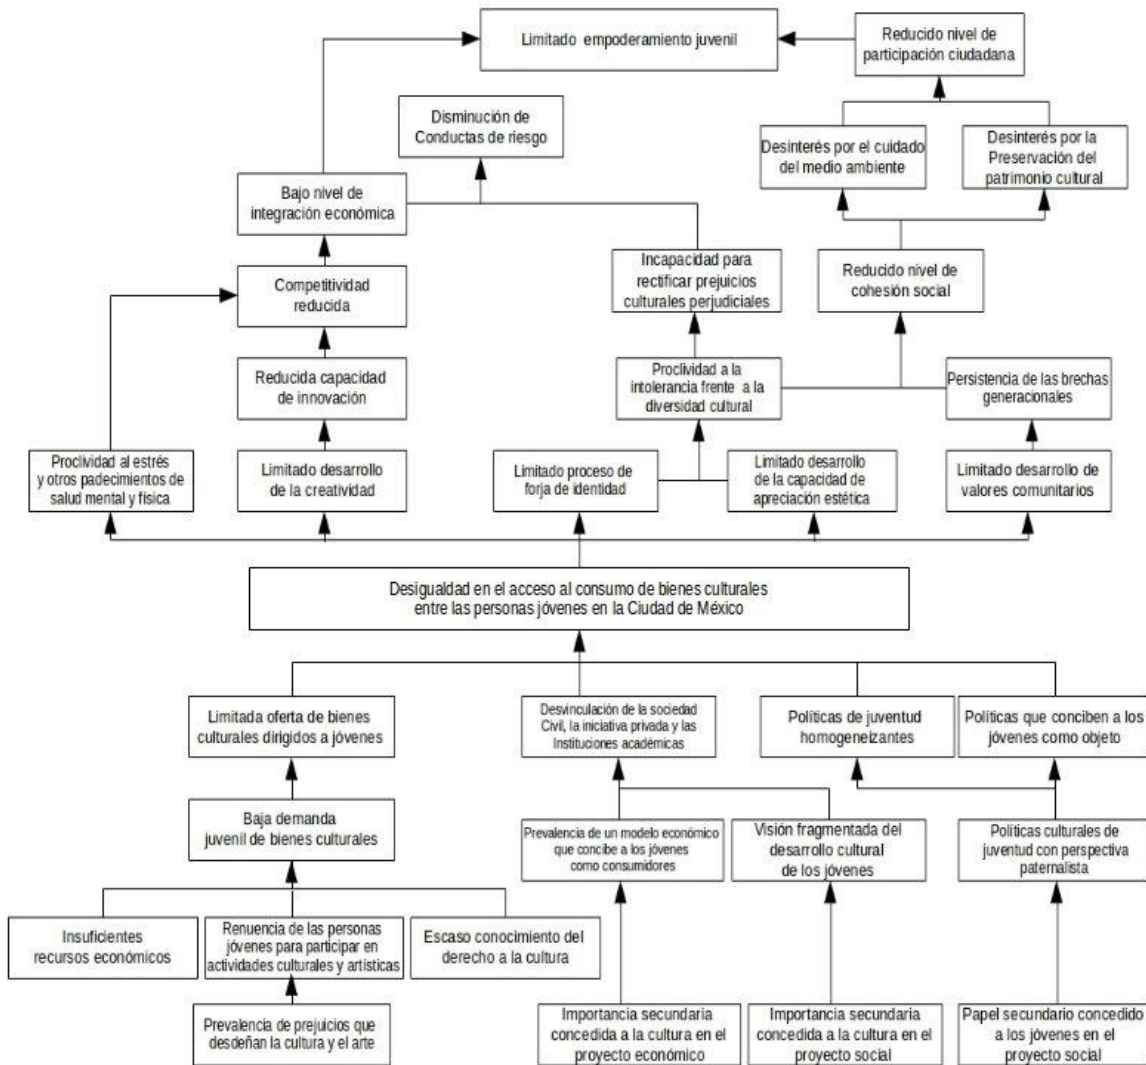 Limitado empoderamiento juvenil
Reducido nivel de
participación ciudadana
Disminución de
Conductas de riesgo
Desinterés por el cuidado
del medio ambiente
Desinterés por la
Preservación del
patrimonio cultural
Bajo nivel de
integración económica
Incapacidad para
rectificar prejuicios
culturales perjudiciales
Reducido nivel de
cohesión social
Competitividad
reducida
Reducida capacidad
de innovación
Proclividad a la
intolerancia frente a la
diversidad cultural
Persistencia de las brechas
generacionales
Proclividad al estrés
y otros padecimientos de
salud mental y física
Limitado desarrollo
de la creatividad
Limitado proceso de
forja de identidad
Limitado desarrollo
de la capacidad de
apreciación estética
Limitado desarrollo de
valores comunitarios
Desigualdad en el acceso al consumo de bienes culturales
entre las personas jóvenes en la Ciudad de México
Limitada oferta de bienes
culturales dirigidos a jóvenes
Desvinculación de la sociedad
Civil, la iniciativa privada y las
Instituciones académicas
Políticas de juventud
homogeneizantes
Políticas que conciben a los
jóvenes como objeto
Baja demanda
juvenil de bienes culturales
Prevalencia de un modelo económico
que concibe a los jóvenes
como consumidores
Visión fragmentada del
desarrollo cultural
de los jóvenes
Políticas culturales de
juventud con perspectiva
paternalista
Insuficientes
recursos económicos
Renuencia de las personas
jóvenes para participar en
actividades culturales y artísticas
Escaso conocimiento del
derecho a la cultura
Prevalencia de prejuicios que
desdeñan la cultura y el arte
Importancia secundaria
concedida a la cultura en el
proyecto económico
Importancia secundaria
concedida a la cultura en el
proyecto social
Papel secundario concedido
a los jóvenes en el
proyecto social